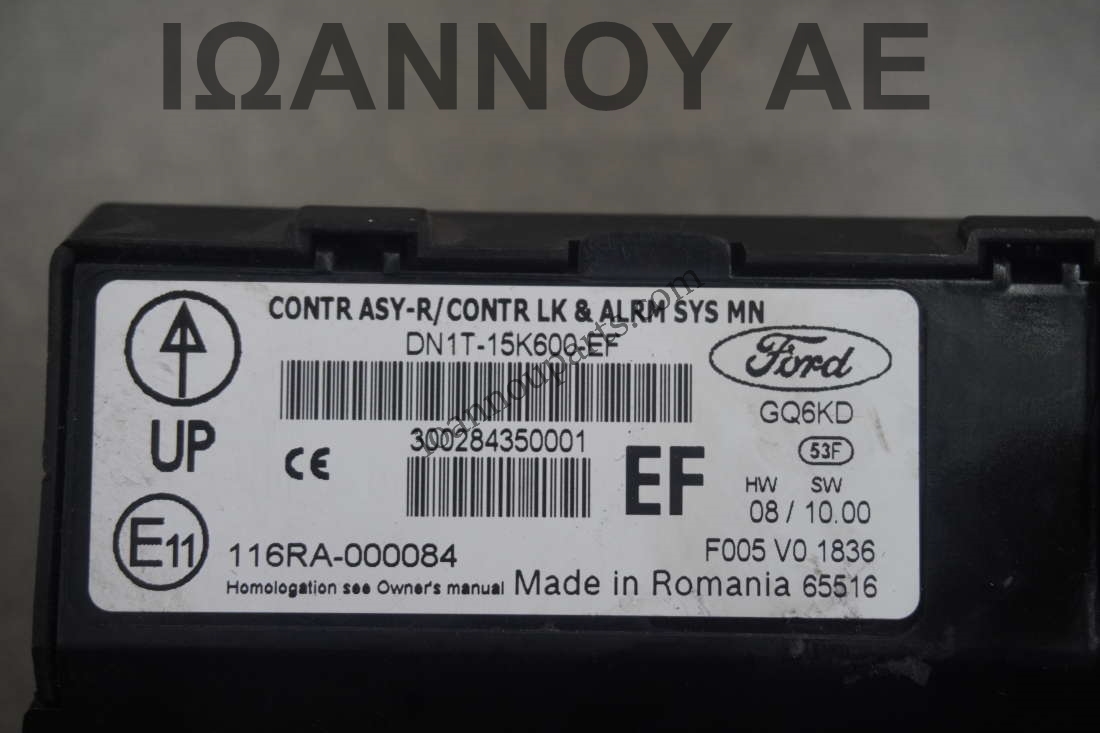 ΙΩΑΝΝΟΥ ΑΕ
CONTR ASY-R/CONTR LK & ALRM SYS MN
DN1T-15K600-EF
Ford
UP
300284350001
CE
EF
GQ6KD
53F
HW SW
08 / 10.00
E11
116RA-000084
F005 V0 1836
Homologation see Owner's manual Made in Romania 65516
ioannouparts.com